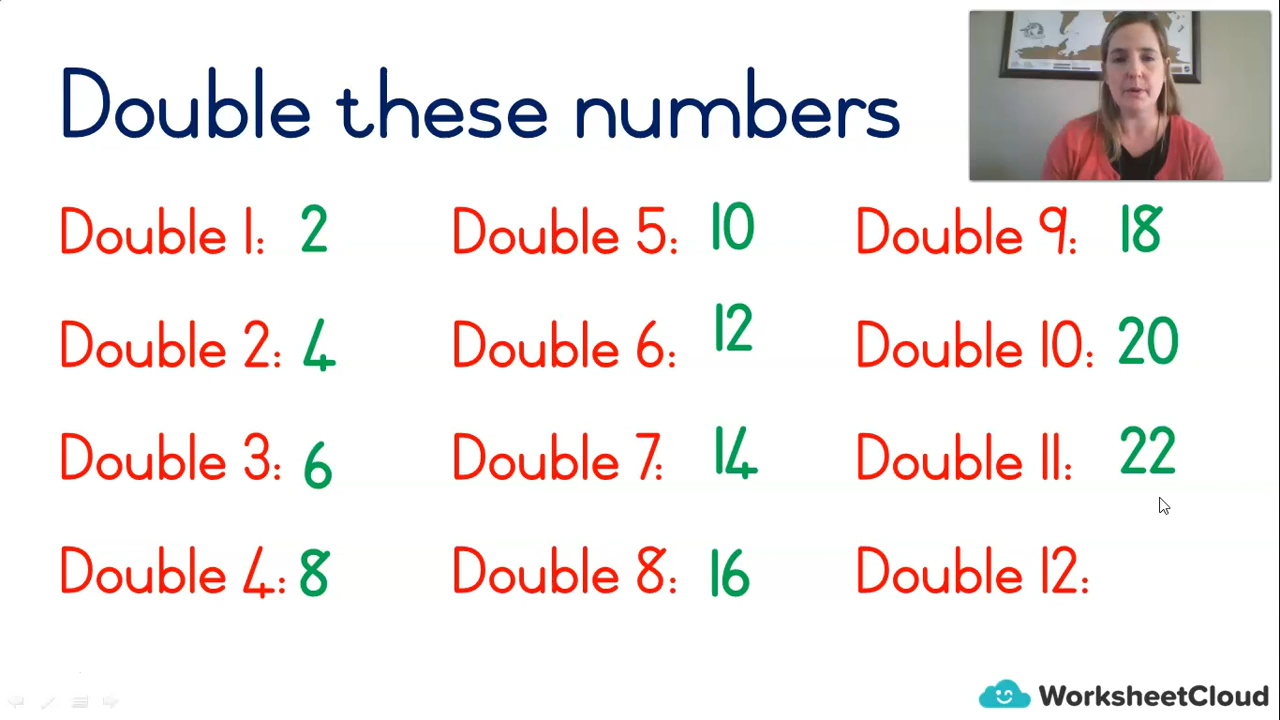 Double these numbers
Double 1: 2
Double 2: 4
Double 3: 6
Double 4: 8
Double 5: 10
Double 6: 12
Double 7: 14
Double 8: 16
Double 9: 18
Double 10: 20
Double 11: 22
Double 12:
WorksheetCloud